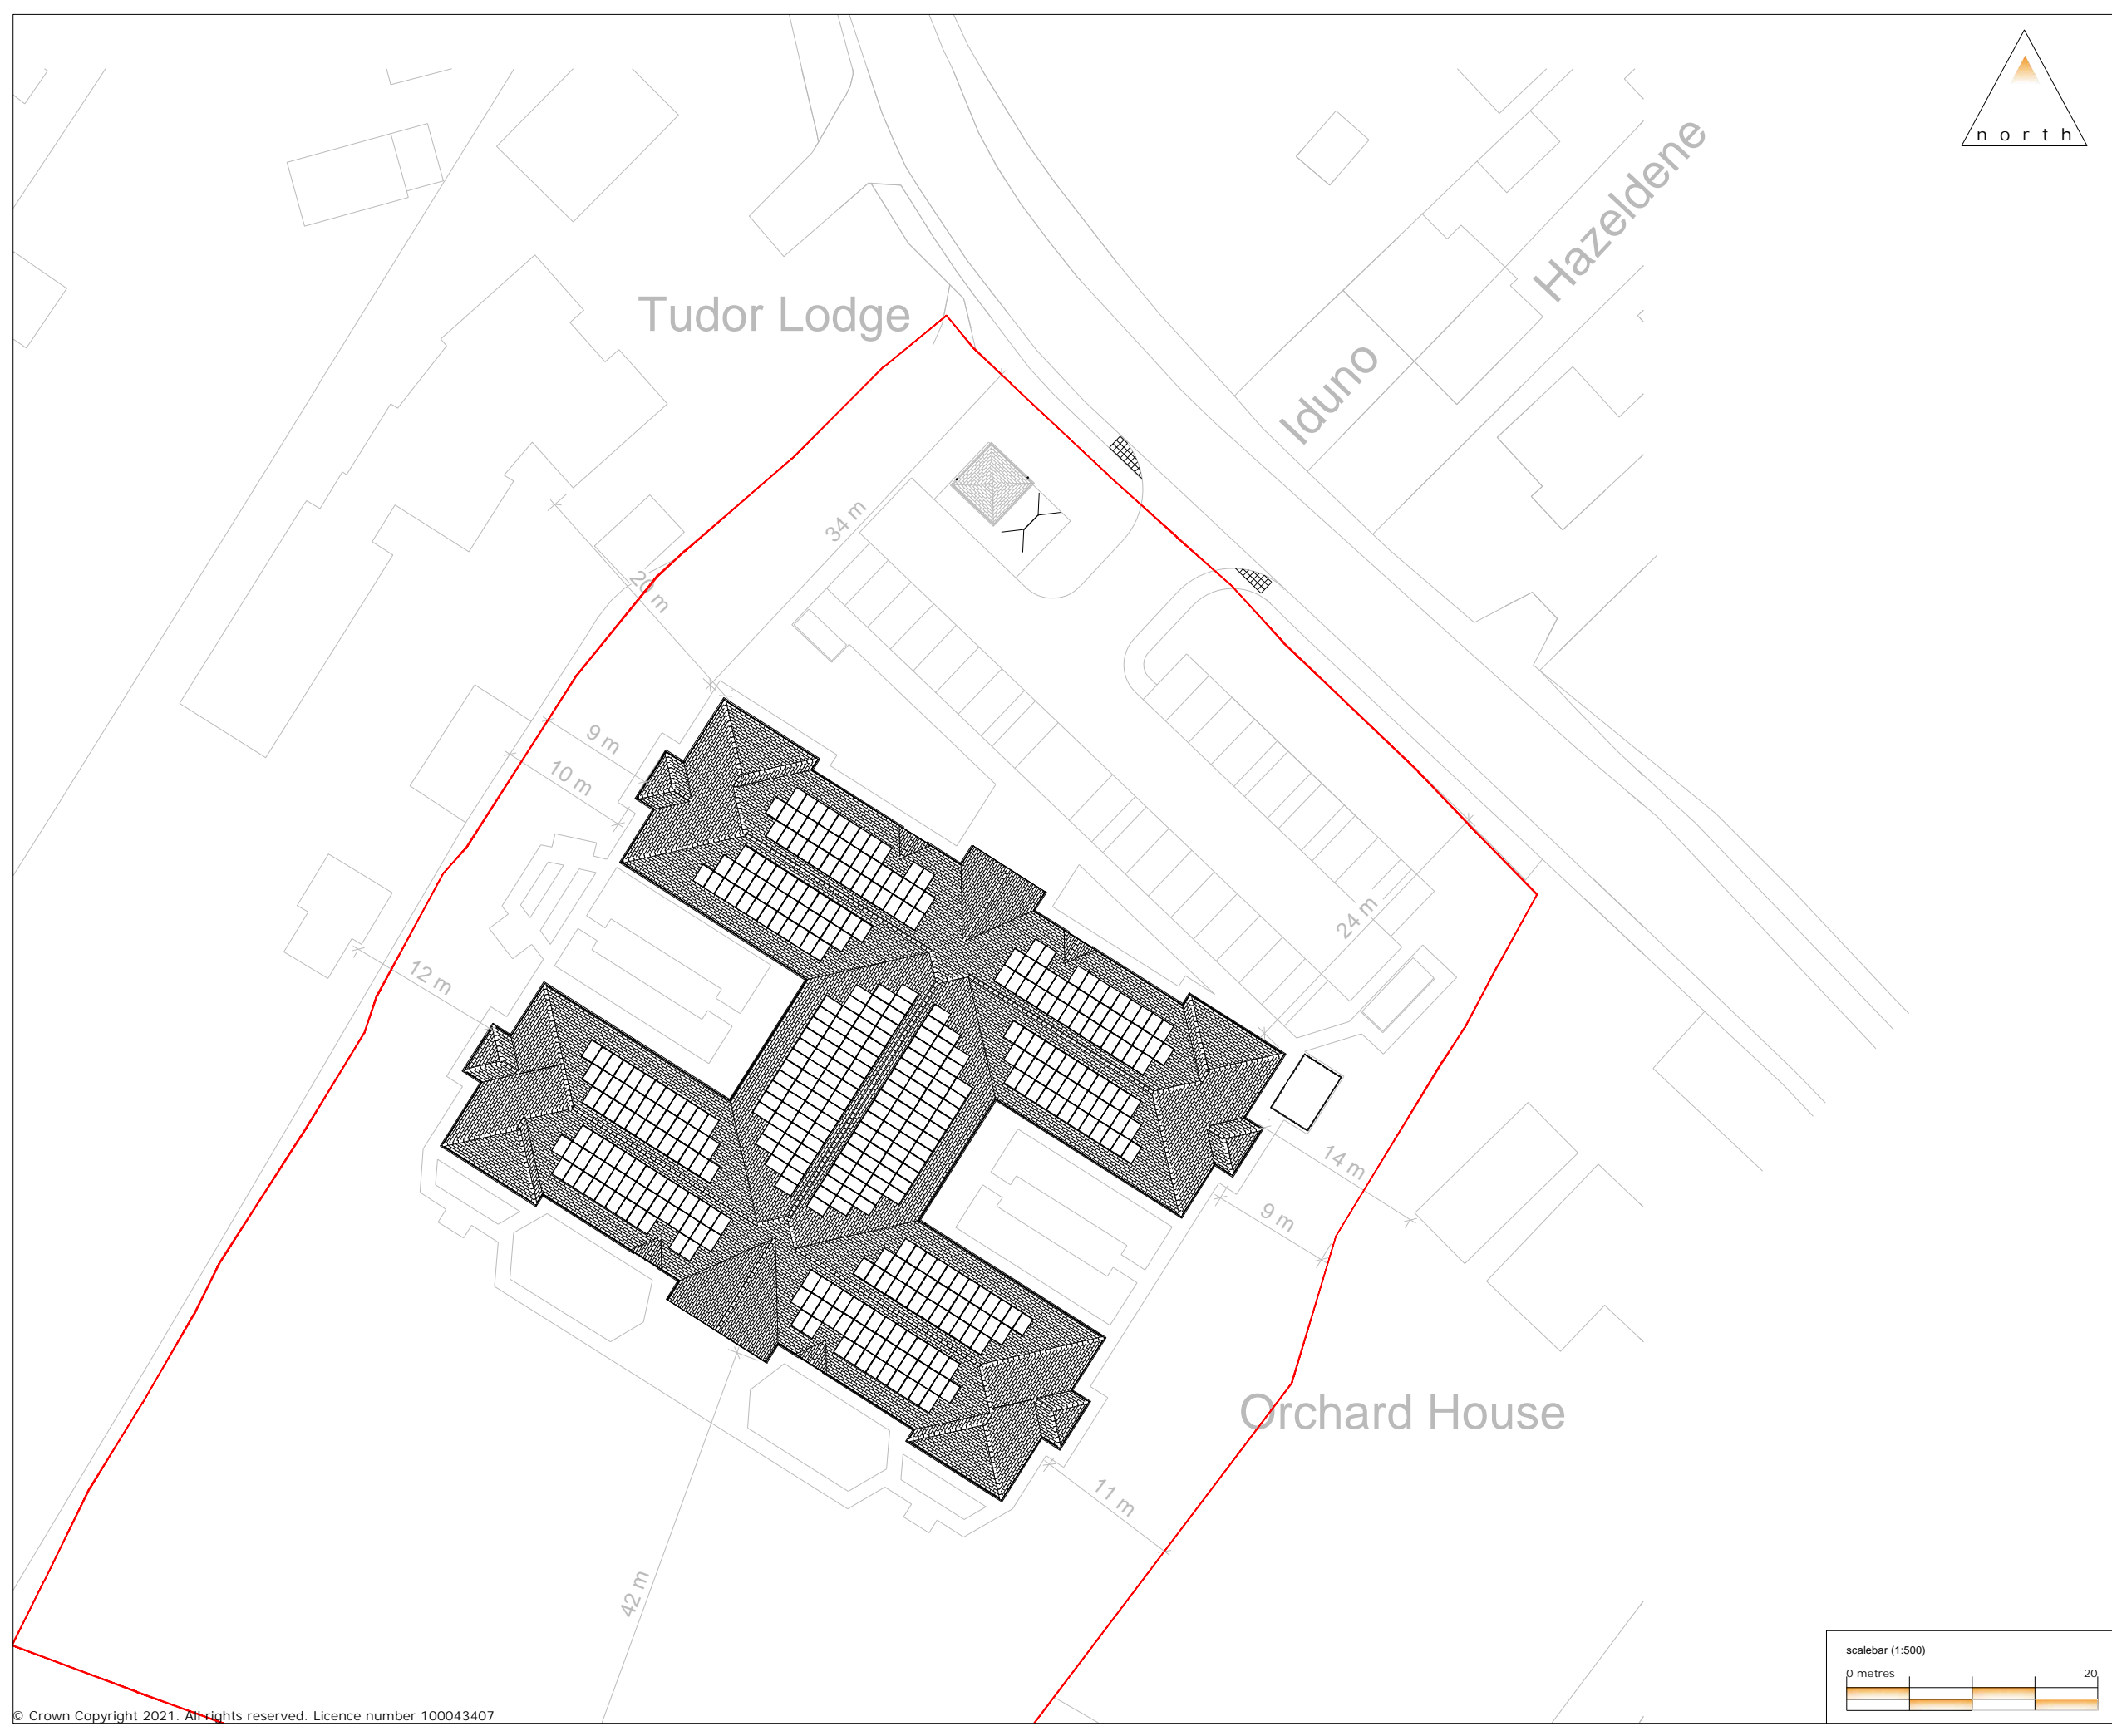 north
Hazeldene
Tudor Lodge
Iduno
34 m
20 m
9 m
10 m
24 m
12 m
14 m
9 m
Orchard House
11 m
42 m
scalebar (1:500)
0 metres 20
© Crown Copyright 2021. All rights reserved. Licence number 100043407